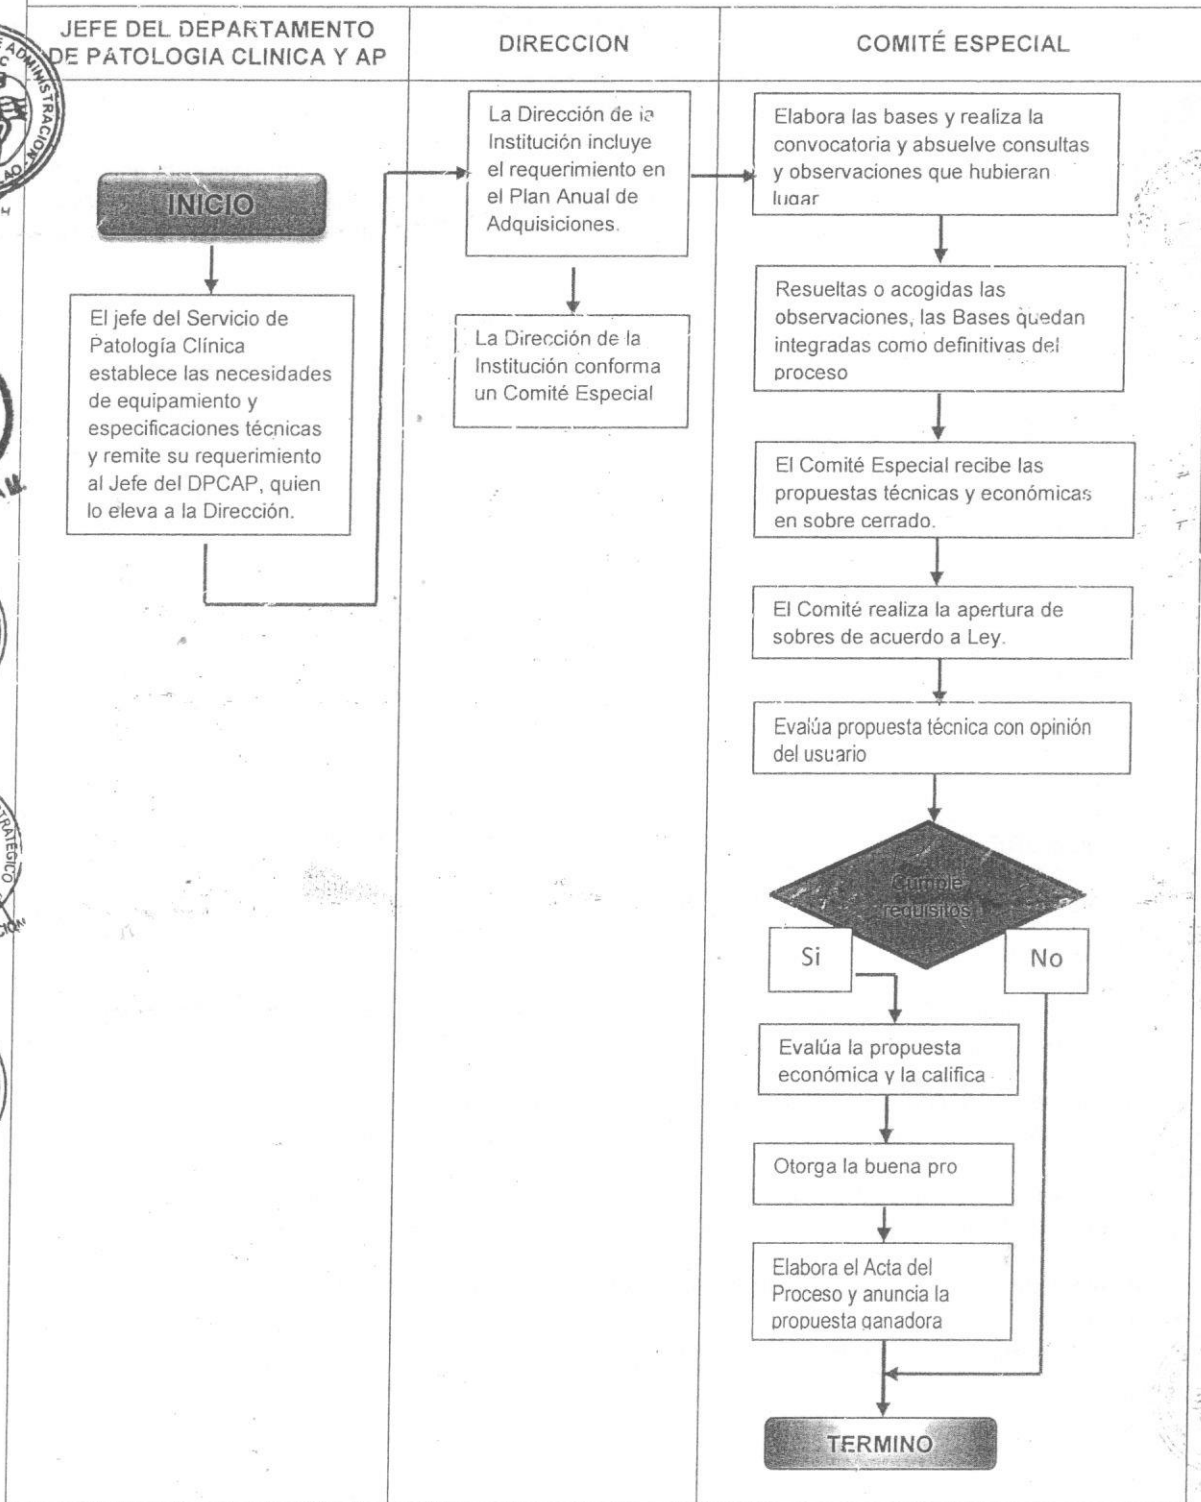 JEFE DEL DEPARTAMENTO
DE PATOLOGIA CLINICA Y AP
DIRECCION
COMITÉ ESPECIAL
INICIO
El jefe del Servicio de
Patología Clínica
establece las necesidades
de equipamiento y
especificaciones técnicas
y remite su requerimiento
al Jefe del DPCAP, quien
lo eleva a la Dirección.
La Dirección de la
Institución incluye
el requerimiento en
el Plan Anual de
Adquisiciones.
La Dirección de la
Institución conforma
un Comité Especial
Elabora las bases y realiza la
convocatoria y absuelve consultas
y observaciones que hubieran
lugar
Resueltas o acogidas las
observaciones, las Bases quedan
integradas como definitivas del
proceso
El Comité Especial recibe las
propuestas técnicas y económicas
en sobre cerrado.
El Comité realiza la apertura de
sobres de acuerdo a Ley.
Evalúa propuesta técnica con opinión
del usuario
Cumple
requisitos
Si
No
Evalúa la propuesta
económica y la califica
Otorga la buena pro
Elabora el Acta del
Proceso y anuncia la
propuesta ganadora
TERMINO
ADMINISTRACION